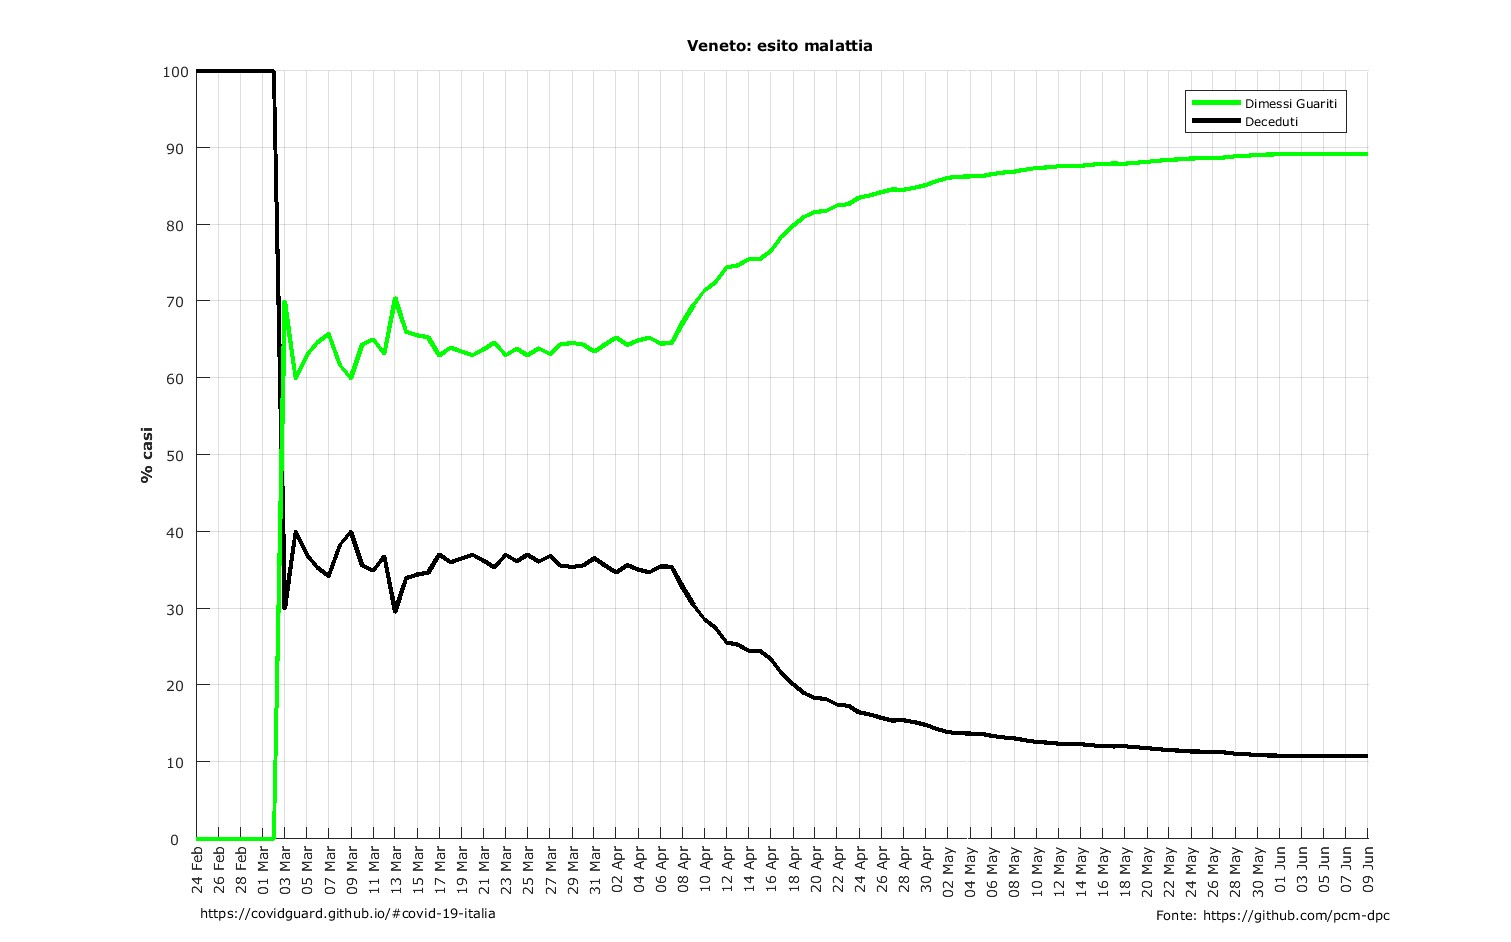 Veneto: esito malattia
Dimessi Guariti
Deceduti
% casi
100
90
80
70
60
50
40
30
20
10
0
24 Feb
26 Feb
28 Feb
01 Mar
03 Mar
05 Mar
07 Mar
09 Mar
11 Mar
13 Mar
15 Mar
17 Mar
19 Mar
21 Mar
23 Mar
25 Mar
27 Mar
29 Mar
31 Mar
02 Apr
04 Apr
06 Apr
08 Apr
10 Apr
12 Apr
14 Apr
16 Apr
18 Apr
20 Apr
22 Apr
24 Apr
26 Apr
28 Apr
30 Apr
02 May
04 May
06 May
08 May
10 May
12 May
14 May
16 May
18 May
20 May
22 May
24 May
26 May
28 May
30 May
01 Jun
03 Jun
05 Jun
07 Jun
09 Jun
https://covidguard.github.io/#covid-19-italia
Fonte: https://github.com/pcm-dpc